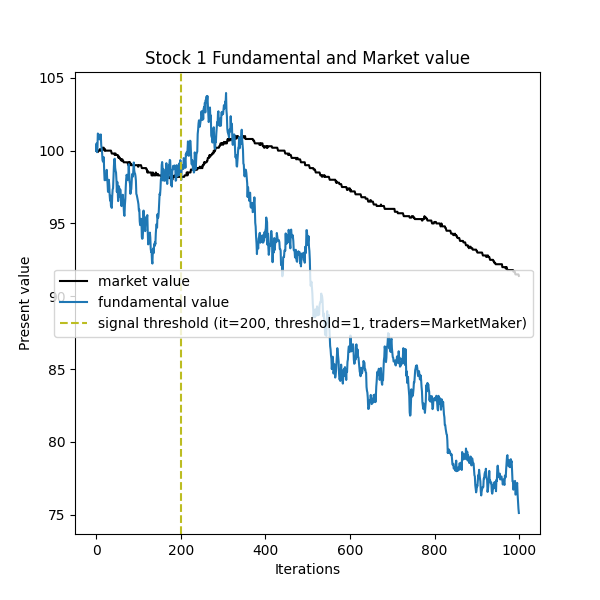 Stock 1 Fundamental and Market value
Present value
105
100
95
90
85
80
75
market value
fundamental value
signal threshold (it=200, threshold=1, traders=MarketMaker)
0
200
400
600
800
1000
Iterations